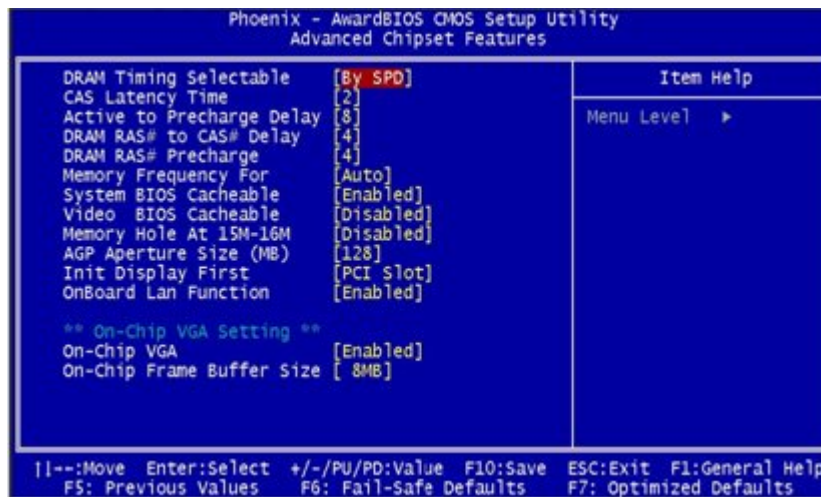 Phoenix - AwardBIOS CMOS Setup Utility
Advanced Chipset Features
DRAM Timing Selectable [By SPD]
CAS Latency Time [2]
Active to Precharge Delay [8]
DRAM RAS# to CAS# Delay [4]
DRAM RAS# Precharge [4]
Memory Frequency For [Auto]
System BIOS Cacheable [Enabled]
Video BIOS Cacheable [Disabled]
Memory Hole At 15M-16M [Disabled]
AGP Aperture Size (MB) [128]
Init Display First [PCI Slot]
OnBoard Lan Function [Enabled]
** On-Chip VGA Setting **
On-Chip VGA [Enabled]
On-Chip Frame Buffer Size [ 8MB]
Item Help
Menu Level ▶
↑↓--:Move Enter:Select +/-/PU/PD:Value F10:Save ESC:Exit F1:General Help
F5: Previous Values F6: Fail-Safe Defaults F7: Optimized Defaults